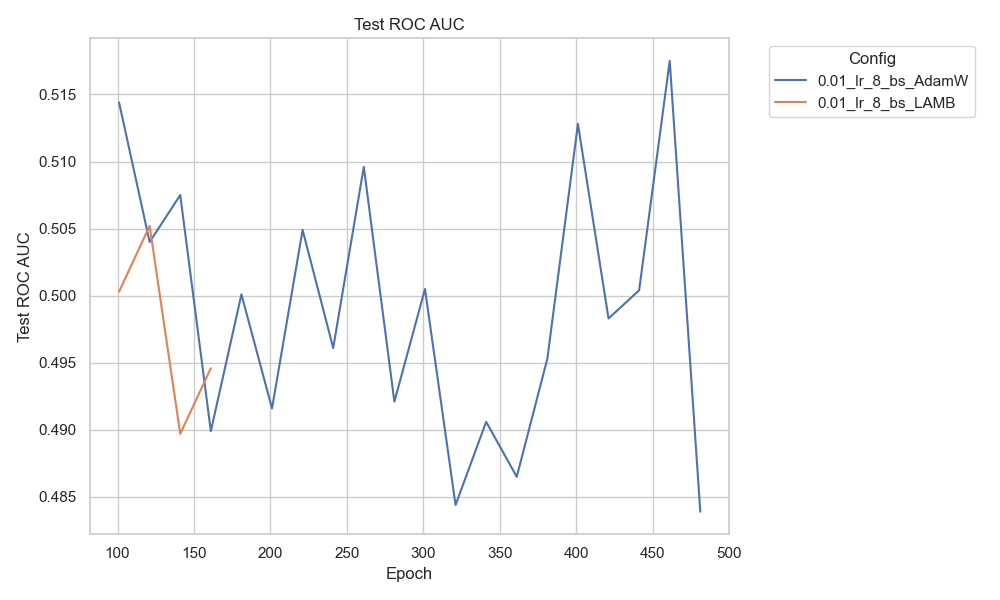 Test ROC AUC
Config
0.01_lr_8_bs_AdamW
0.01_lr_8_bs_LAMB
Test ROC AUC
0.515
0.510
0.505
0.500
0.495
0.490
0.485
100 150 200 250 300 350 400 450 500
Epoch